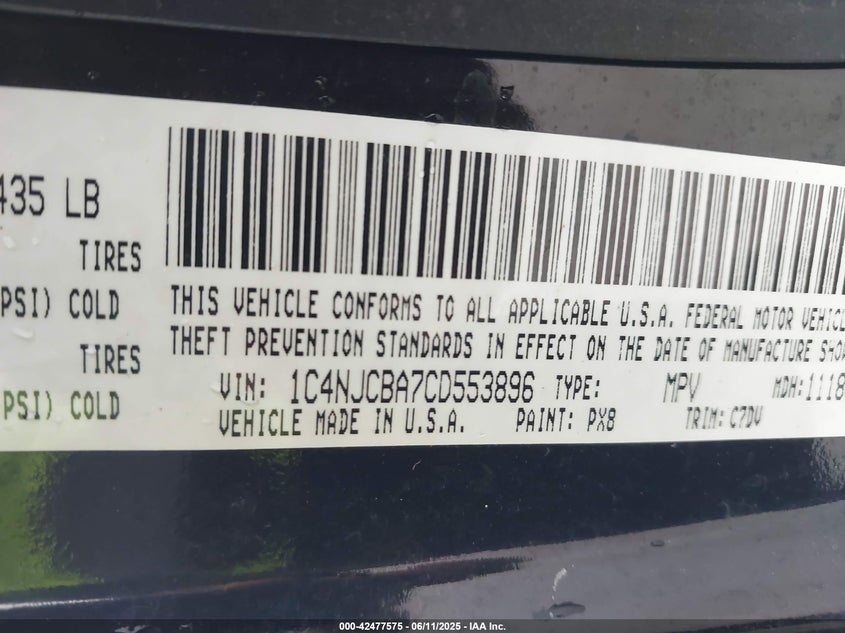 435 LB
TIRES
PSI) COLD
TIRES
PSI) COLD
THIS VEHICLE CONFORMS TO ALL APPLICABLE U.S.A. FEDERAL MOTOR
THEFT PREVENTION STANDARDS IN EFFECT ON THE DATE OF MANUFACTURE
VIN: 1C4NJCBA7CD553896 TYPE: MPV MDH: 1118
VEHICLE MADE IN U.S.A. PAINT: PX8 TRIM: C7DV
000-42477575 - 06/11/2025 - IAA Inc.